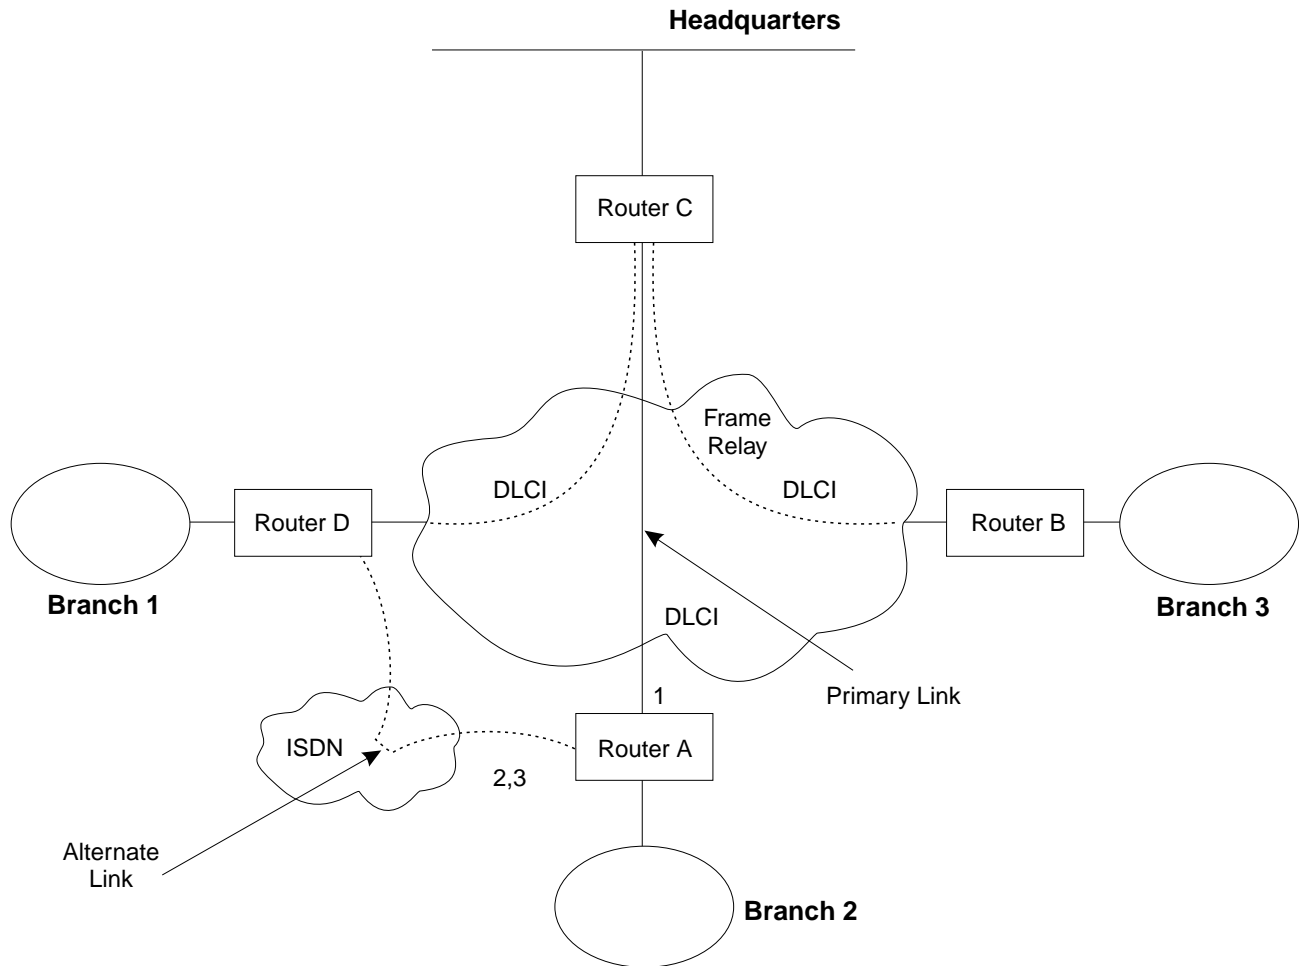 Headquarters
Router C
Frame
Relay
DLCI
DLCI
Router D
Router B
Branch 1
Branch 3
DLCI
Primary Link
1
ISDN
Router A
2,3
Alternate
Link
Branch 2